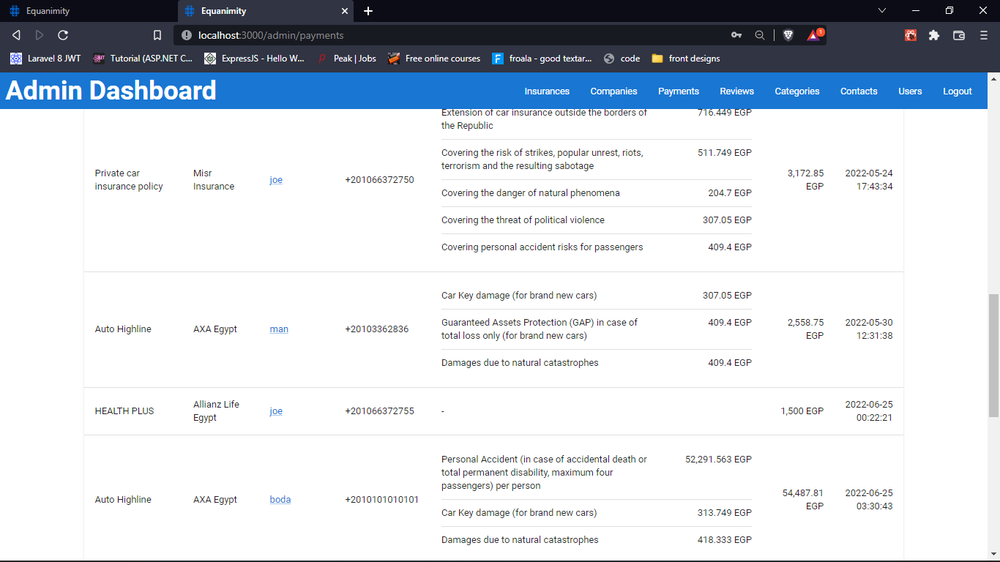 Equanimity
Equanimity
localhost:3000/admin/payments
1
Laravel 8 JWT
Tutorial (ASP.NET C...
ExpressJS - Hello W...
Peak | Jobs
Free online courses
froala - good textar...
code
front designs
Admin Dashboard
Insurances
Companies
Payments
Reviews
Categories
Contacts
Users
Logout
Private car
insurance policy
Misr
Insurance
joe
+201066372750
Extension of car insurance outside the borders of
the Republic
716.449 EGP
Covering the risk of strikes, popular unrest, riots,
terrorism and the resulting sabotage
511.749 EGP
Covering the danger of natural phenomena
204.7 EGP
Covering the threat of political violence
307.05 EGP
Covering personal accident risks for passengers
409.4 EGP
3,172.85
EGP
2022-05-24
17:43:34
Auto Highline
AXA Egypt
man
+20103362836
Car Key damage (for brand new cars)
307.05 EGP
Guaranteed Assets Protection (GAP) in case of
total loss only (for brand new cars)
409.4 EGP
Damages due to natural catastrophes
409.4 EGP
2,558.75
EGP
2022-05-30
12:31:38
HEALTH PLUS
Allianz Life
Egypt
joe
+201066372755
-
1,500 EGP
2022-06-25
00:22:21
Auto Highline
AXA Egypt
boda
+2010101010101
Personal Accident (in case of accidental death or
total permanent disability, maximum four
passengers) per person
52,291.563 EGP
Car Key damage (for brand new cars)
313.749 EGP
Damages due to natural catastrophes
418.333 EGP
54,487.81
EGP
2022-06-25
03:30:43